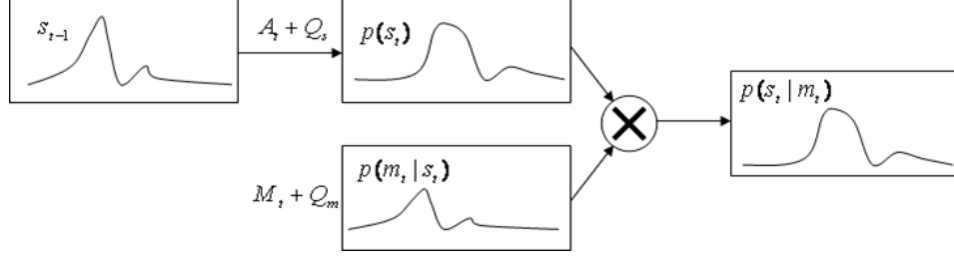 s_{t-1}
A_t + Q_s
p(s_t)
p(s_t | m_t)
p(m_t | s_t)
M_t + Q_m